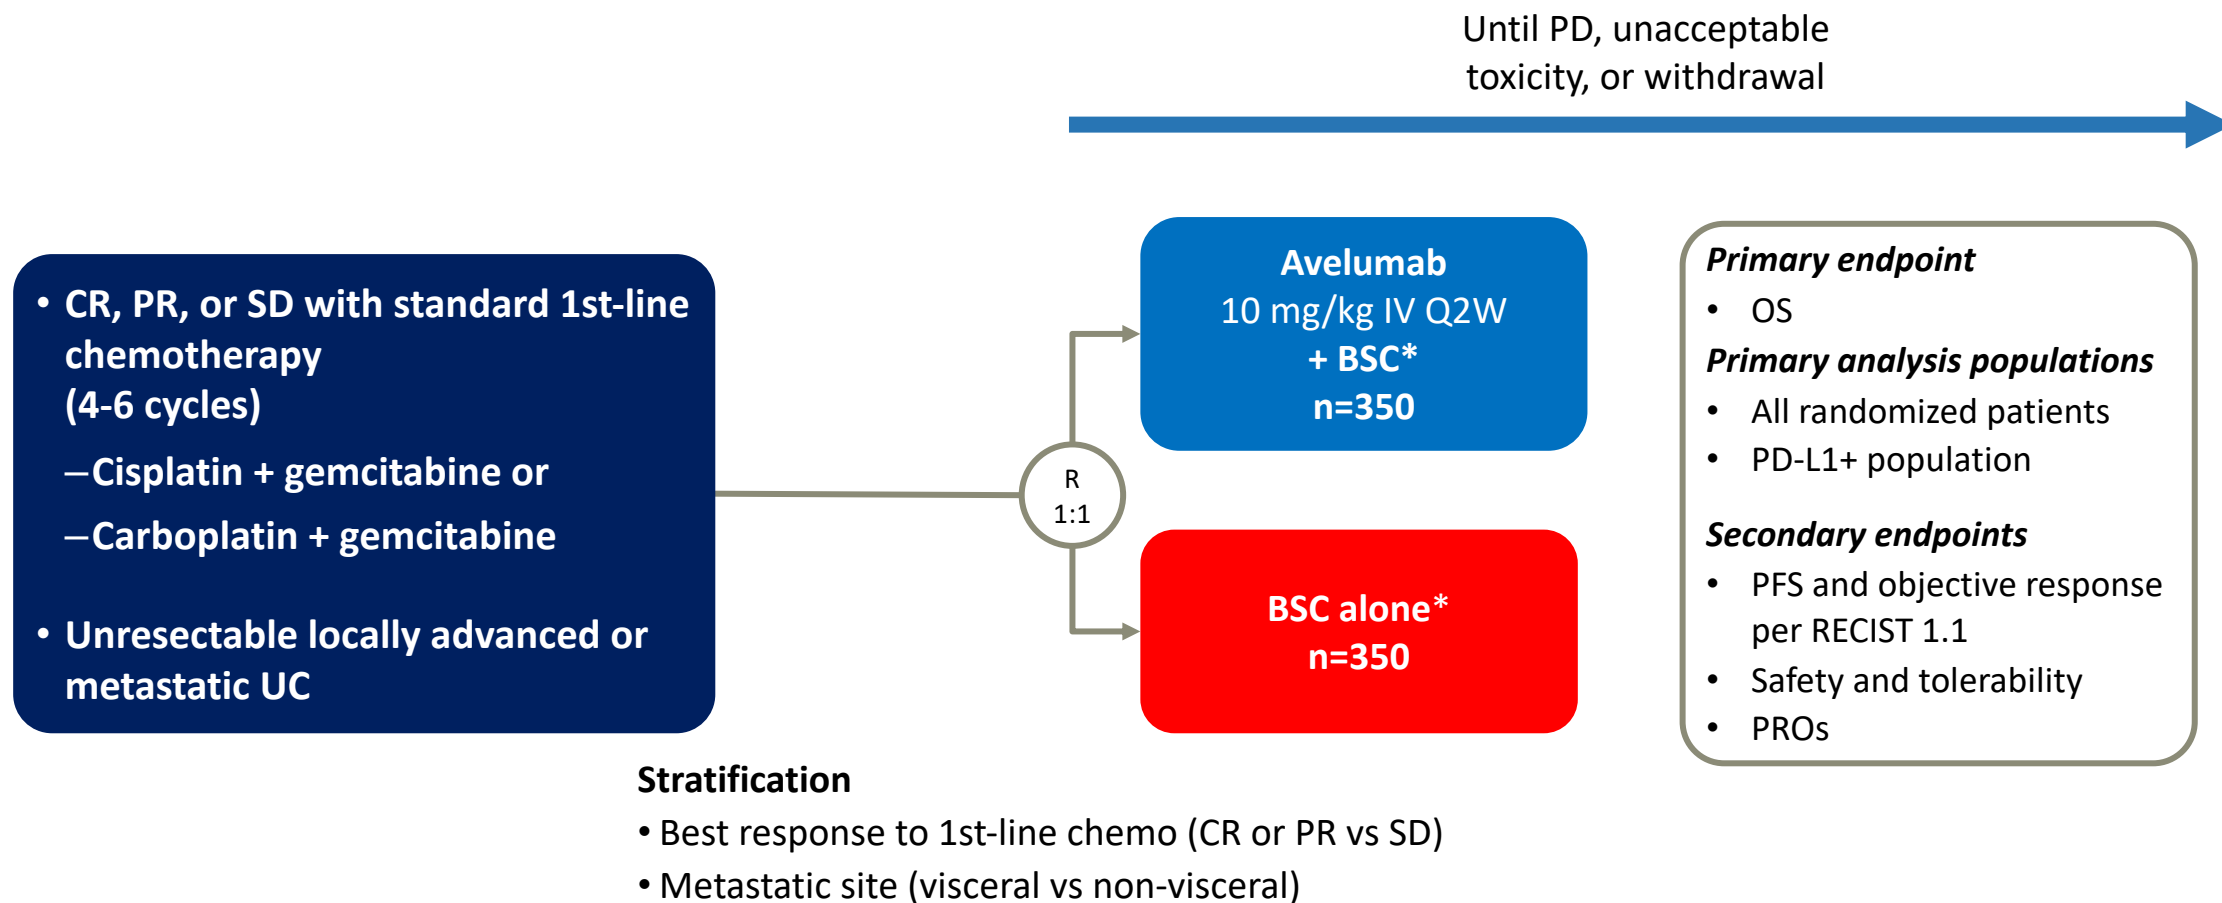 Until PD, unacceptable
toxicity, or withdrawal
• CR, PR, or SD with standard 1st-line
chemotherapy
(4-6 cycles)
–Cisplatin + gemcitabine or
–Carboplatin + gemcitabine
• Unresectable locally advanced or
metastatic UC
R
1:1
Avelumab
10 mg/kg IV Q2W
+ BSC*
n=350
BSC alone*
n=350
Primary endpoint
• OS
Primary analysis populations
• All randomized patients
• PD-L1+ population
Secondary endpoints
• PFS and objective response
per RECIST 1.1
• Safety and tolerability
• PROs
Stratification
• Best response to 1st-line chemo (CR or PR vs SD)
• Metastatic site (visceral vs non-visceral)